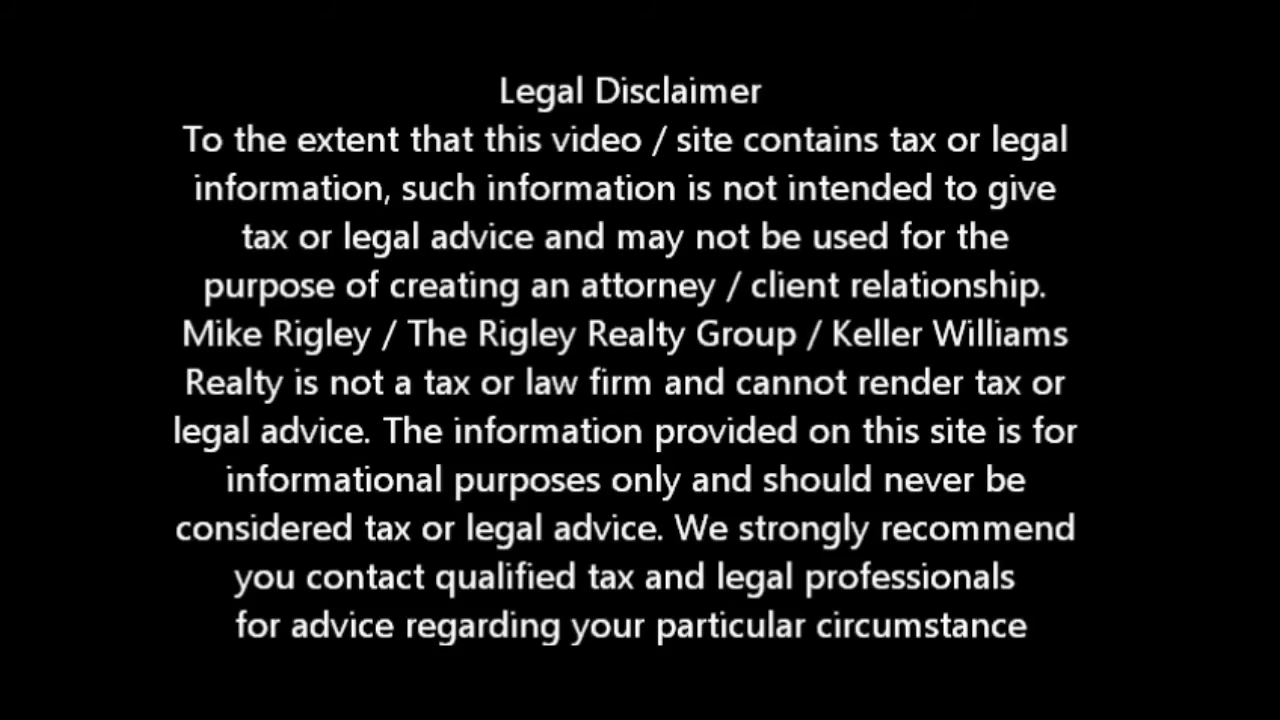 Legal Disclaimer
To the extent that this video / site contains tax or legal
information, such information is not intended to give
tax or legal advice and may not be used for the
purpose of creating an attorney / client relationship.
Mike Rigley / The Rigley Realty Group / Keller Williams
Realty is not a tax or law firm and cannot render tax or
legal advice. The information provided on this site is for
informational purposes only and should never be
considered tax or legal advice. We strongly recommend
you contact qualified tax and legal professionals
for advice regarding your particular circumstance